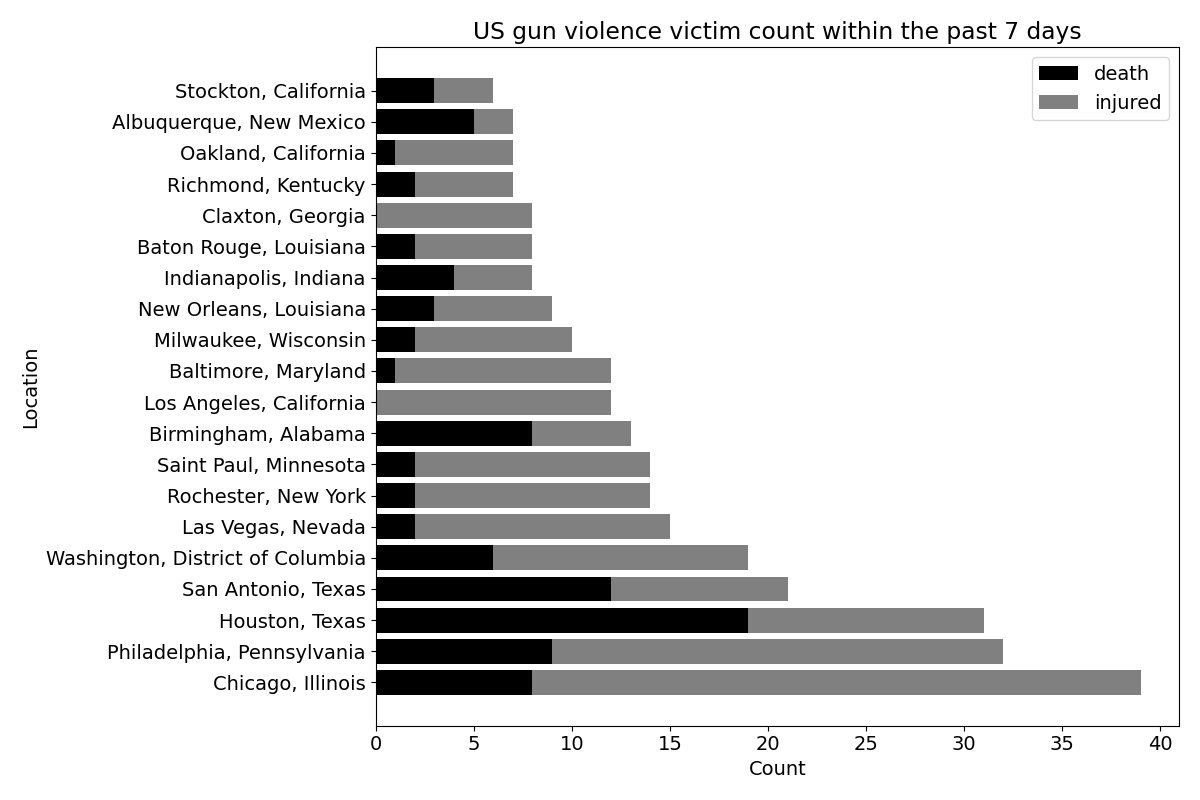 US gun violence victim count within the past 7 days
death
injured
Stockton, California
Albuquerque, New Mexico
Oakland, California
Richmond, Kentucky
Claxton, Georgia
Baton Rouge, Louisiana
Indianapolis, Indiana
New Orleans, Louisiana
Milwaukee, Wisconsin
Baltimore, Maryland
Los Angeles, California
Birmingham, Alabama
Saint Paul, Minnesota
Rochester, New York
Las Vegas, Nevada
Washington, District of Columbia
San Antonio, Texas
Houston, Texas
Philadelphia, Pennsylvania
Chicago, Illinois
Location
0 5 10 15 20 25 30 35 40
Count